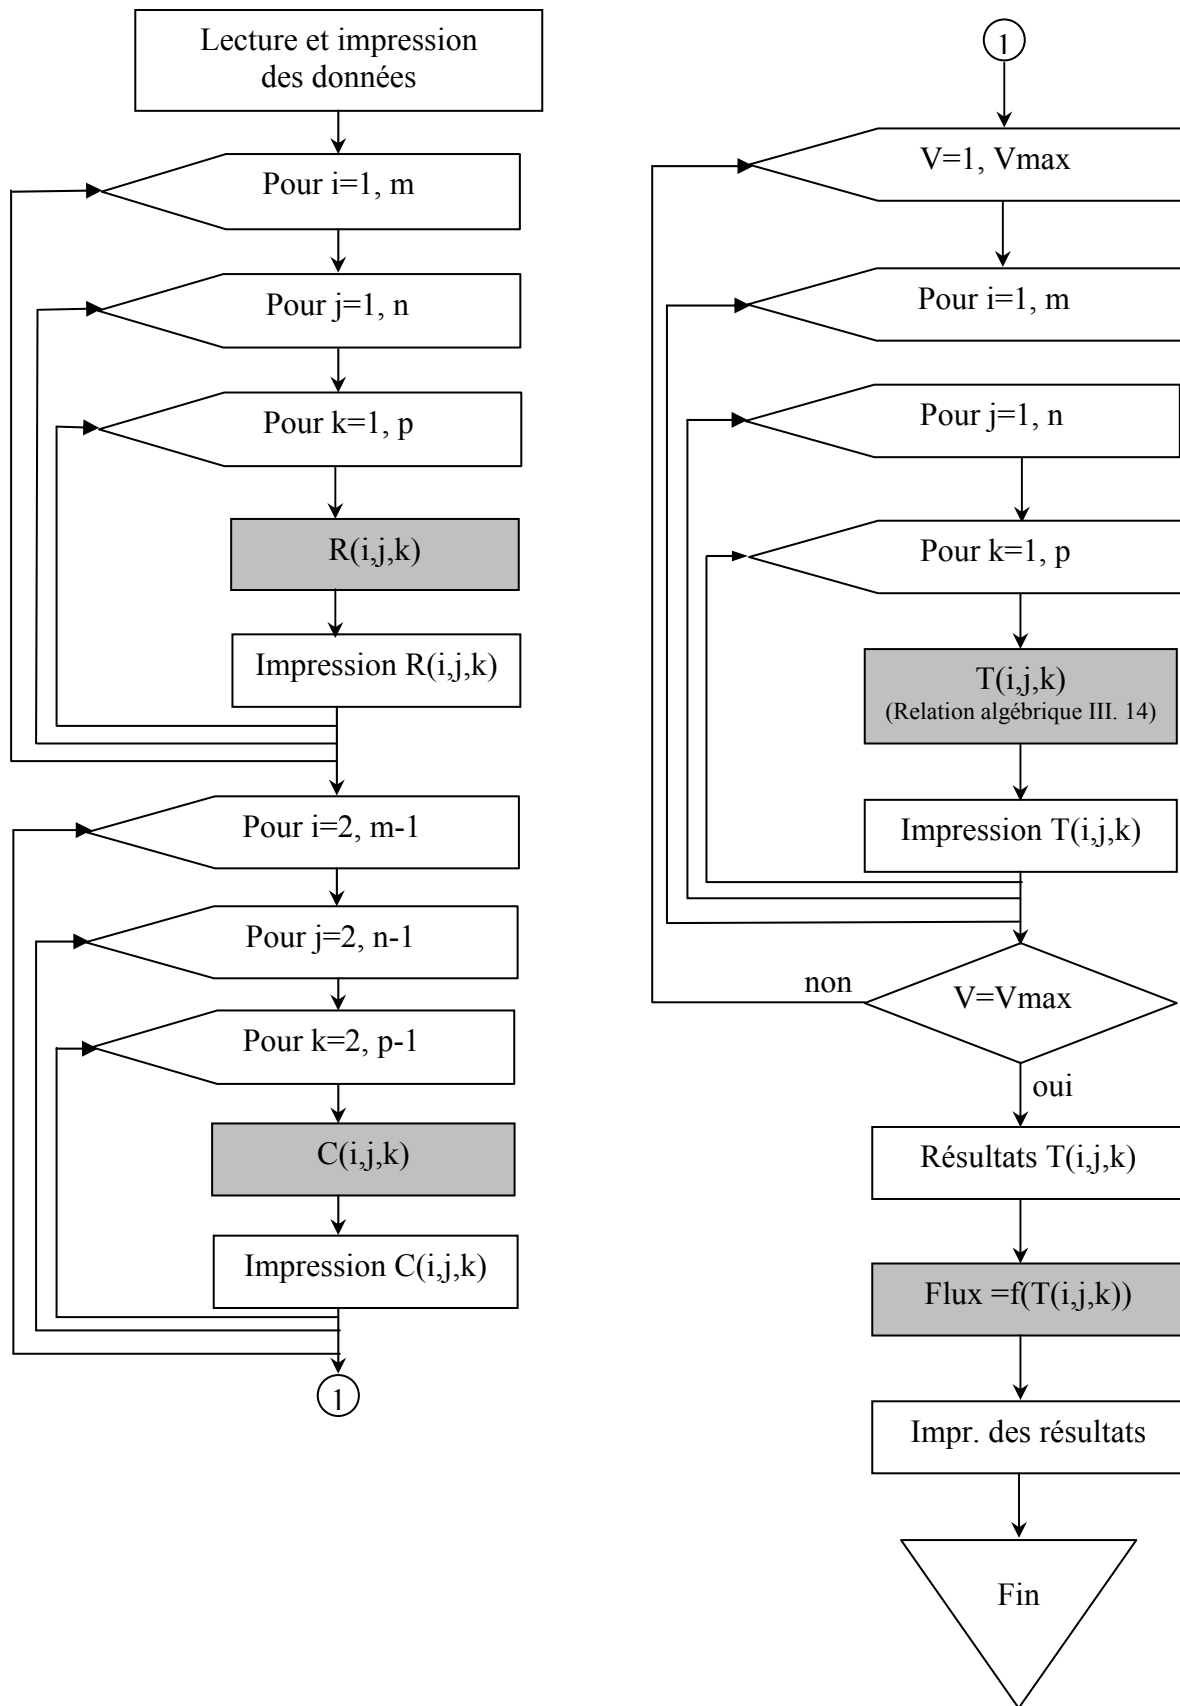 Lecture et impression
des données
Pour i=1, m
Pour j=1, n
Pour k=1, p
R(i,j,k)
Impression R(i,j,k)
Pour i=2, m-1
Pour j=2, n-1
Pour k=2, p-1
C(i,j,k)
Impression C(i,j,k)
1
1
V=1, Vmax
Pour i=1, m
Pour j=1, n
Pour k=1, p
T(i,j,k)
(Relation algébrique III. 14)
Impression T(i,j,k)
non
V=Vmax
oui
Résultats T(i,j,k)
Flux =f(T(i,j,k))
Impr. des résultats
Fin